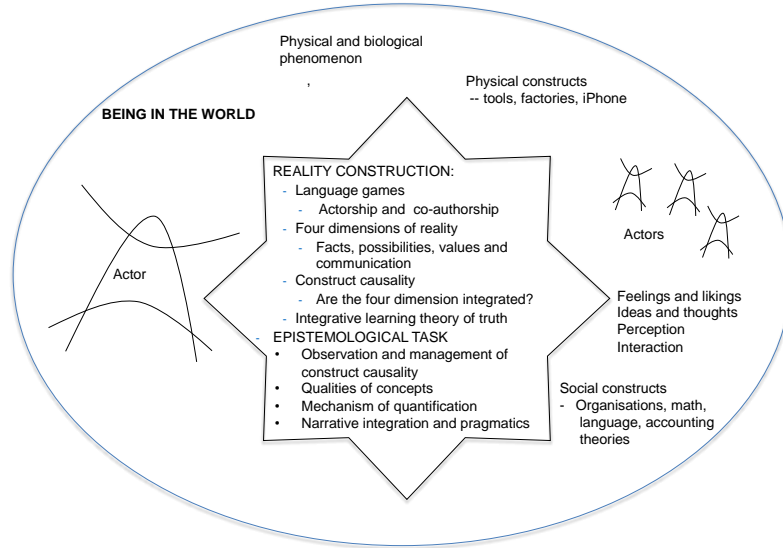 Physical and biological
phenomenon
,
Physical constructs
-- tools, factories, iPhone
BEING IN THE WORLD
REALITY CONSTRUCTION:
- Language games
- Actorship and co-authorship
- Four dimensions of reality
- Facts, possibilities, values and
communication
- Construct causality
- Are the four dimension integrated?
- Integrative learning theory of truth
- EPISTEMOLOGICAL TASK
• Observation and management of
construct causality
• Qualities of concepts
• Mechanism of quantification
• Narrative integration and pragmatics
Actor
Actors
Feelings and likings
Ideas and thoughts
Perception
Interaction
Social constructs
- Organisations, math,
language, accounting
theories